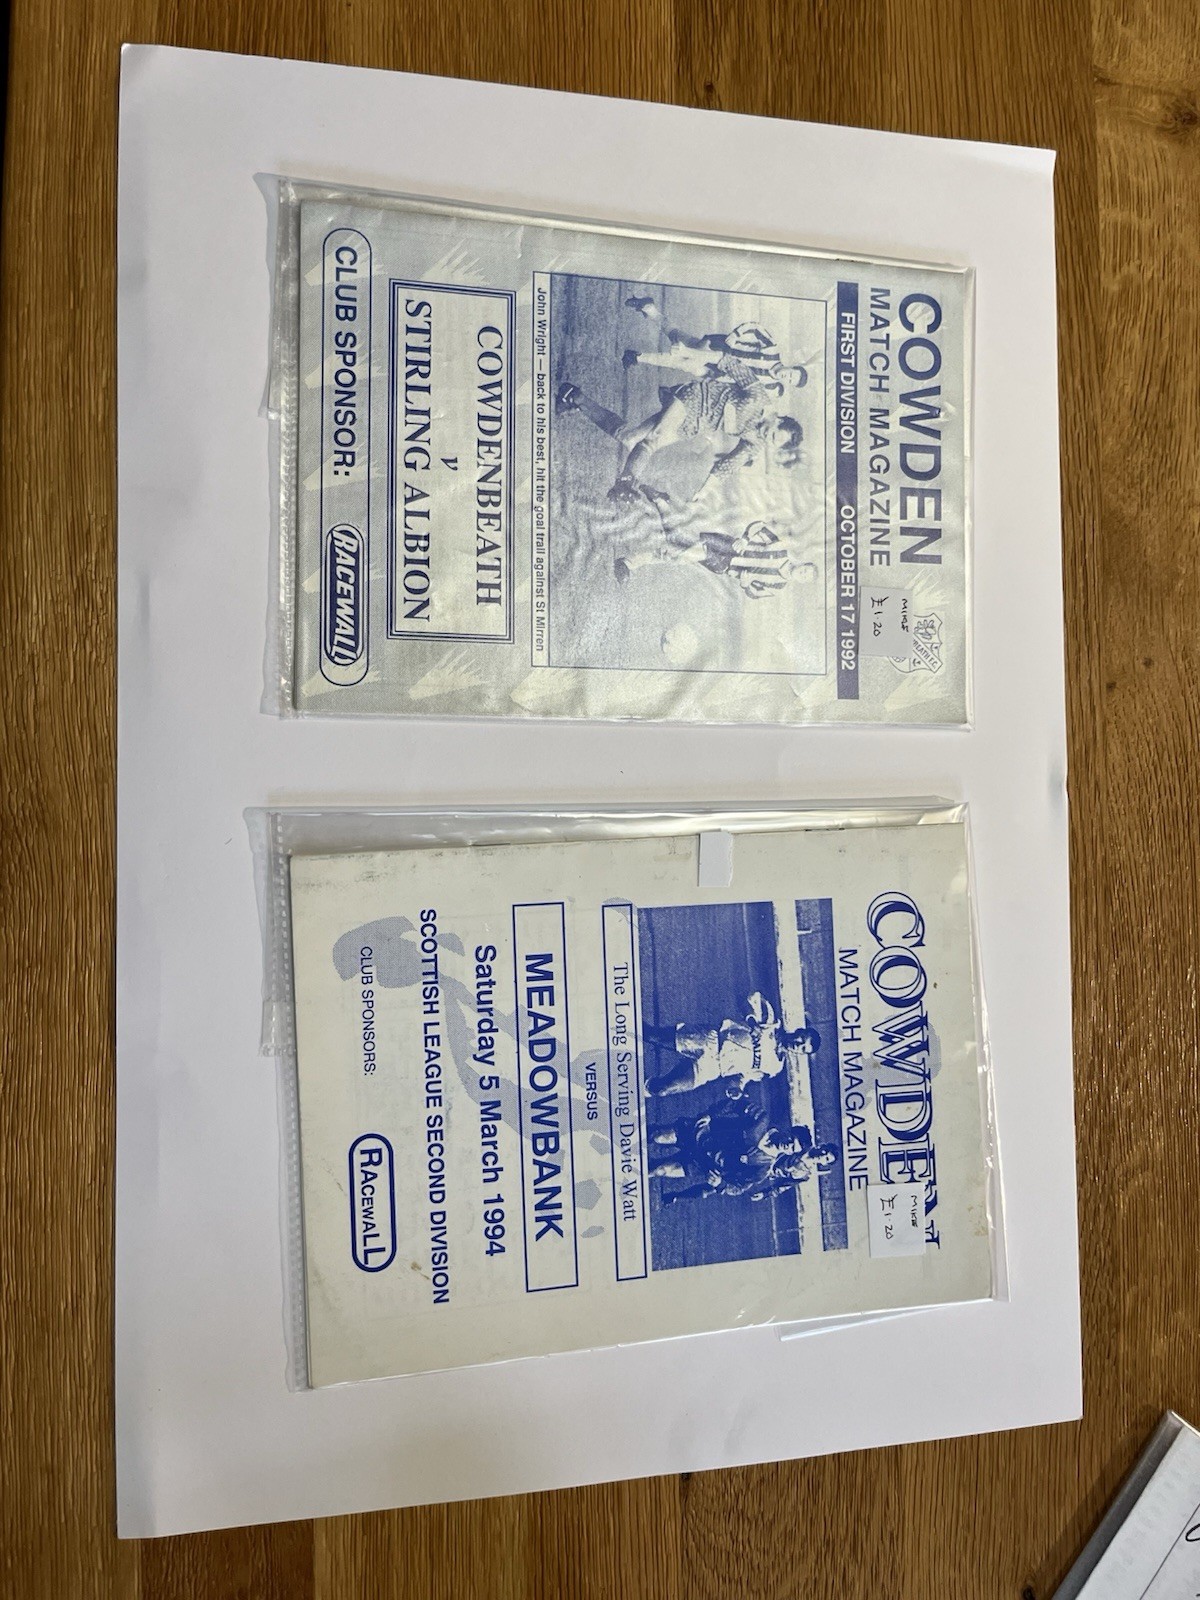 COWDEN
MATCH MAGAZINE
MIKE
£1.20
FIRST DIVISION OCTOBER 17 1992
John Wright — back to his best, hit the goal trail against St Mirren
COWDENBEATH
v
STIRLING ALBION
CLUB SPONSOR: RACEWALL
COWDEN
MATCH MAGAZINE
MIKE
£1.20
The Long Serving Davie Watt
VERSUS
MEADOWBANK
Saturday 5 March 1994
SCOTTISH LEAGUE SECOND DIVISION
CLUB SPONSORS: RACEWALL